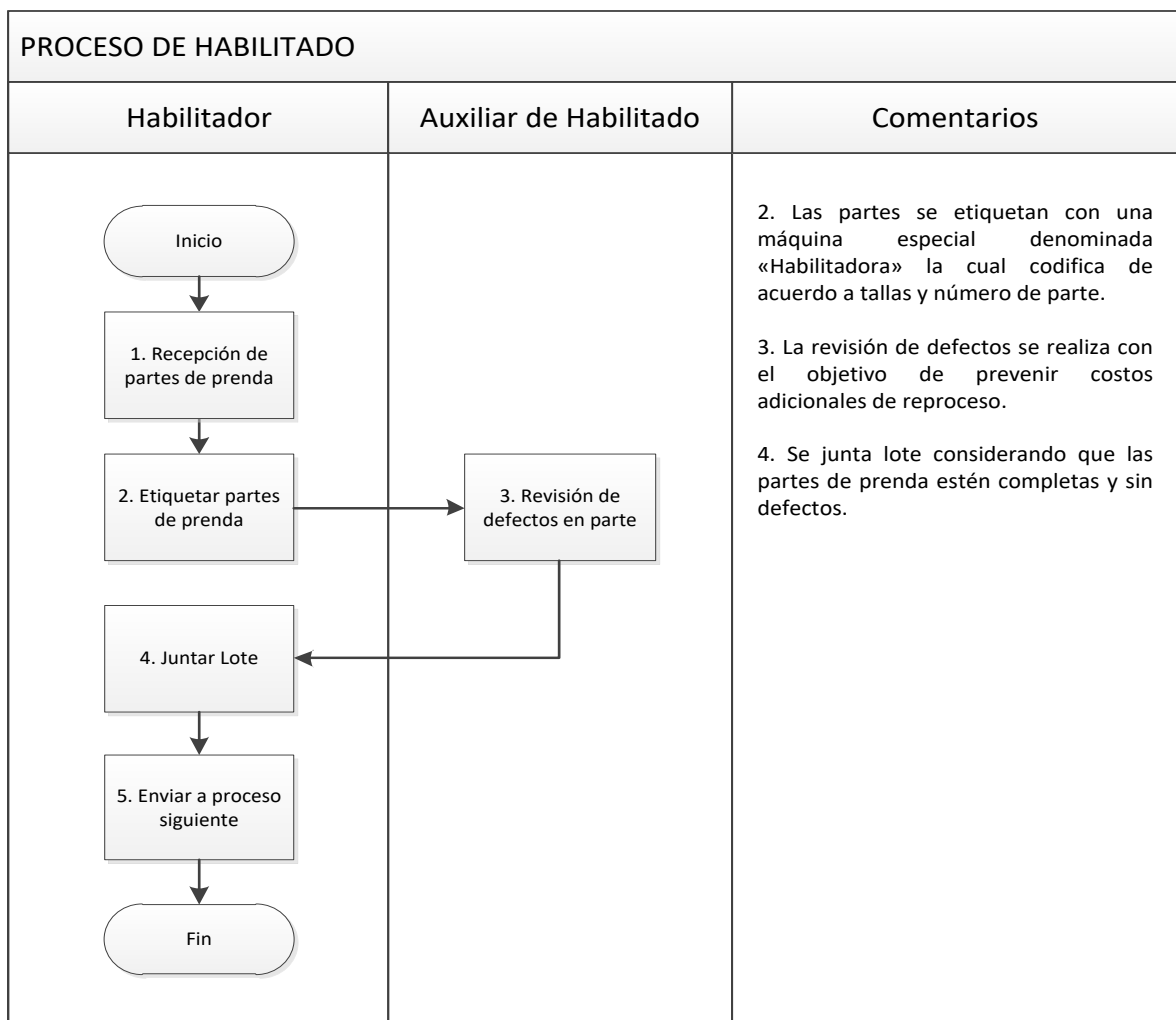 PROCESO DE HABILITADO
Habilitador
Auxiliar de Habilitado
Comentarios
Inicio
1. Recepción de
partes de prenda
2. Etiquetar partes
de prenda
3. Revisión de
defectos en parte
4. Juntar Lote
5. Enviar a proceso
siguiente
Fin
2. Las partes se etiquetan con una
máquina especial denominada
«Habilitadora» la cual codifica de
acuerdo a tallas y número de parte.
3. La revisión de defectos se realiza con
el objetivo de prevenir costos
adicionales de reproceso.
4. Se junta lote considerando que las
partes de prenda estén completas y sin
defectos.